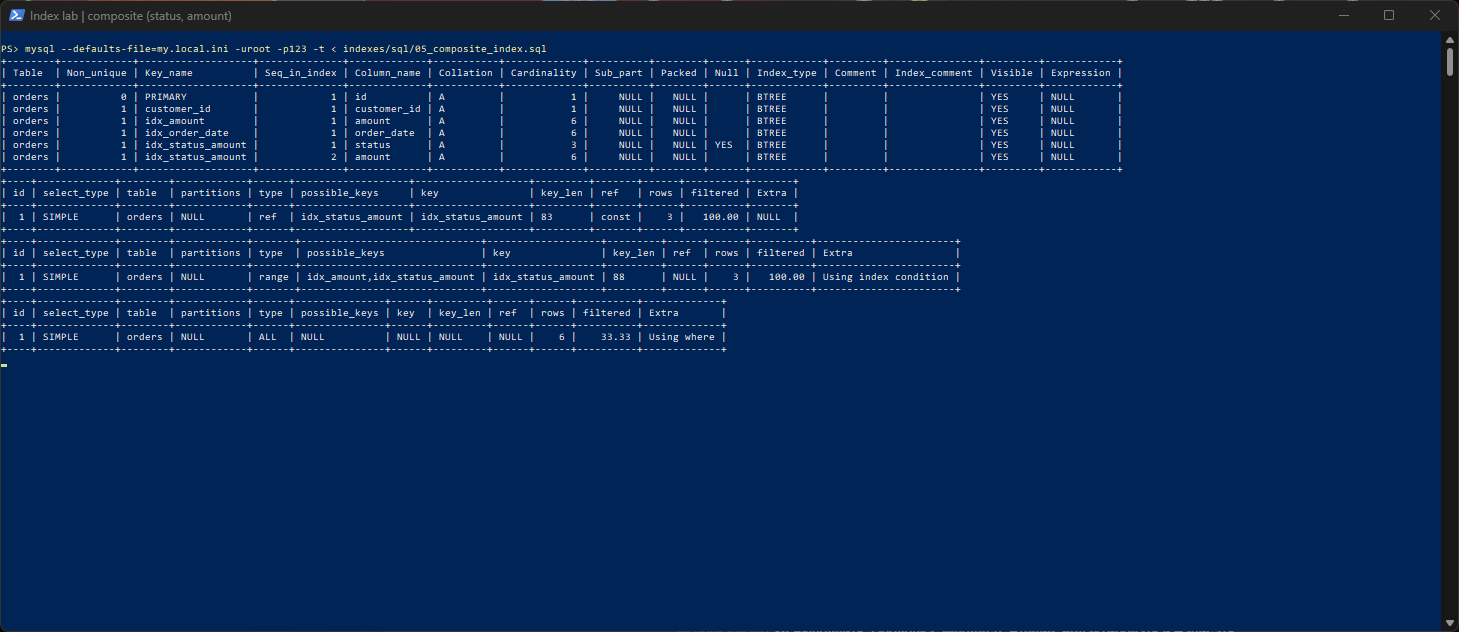 Index lab | composite (status, amount)
PS> mysql --defaults-file=my.local.ini -uroot -p123 -t < indexes/sql/05_composite_index.sql
+--------+------------+-------------------+--------------+-------------+-----------+-------------+----------+--------+------+------------+---------+---------------+---------+------------+
| Table  | Non_unique | Key_name          | Seq_in_index | Column_name | Collation | Cardinality | Sub_part | Packed | Null | Index_type | Comment | Index_comment | Visible | Expression |
+--------+------------+-------------------+--------------+-------------+-----------+-------------+----------+--------+------+------------+---------+---------------+---------+------------+
| orders |          0 | PRIMARY           |            1 | id          | A         |           1 |     NULL |   NULL |      | BTREE      |         |               | YES     | NULL       |
| orders |          1 | customer_id       |            1 | customer_id | A         |           1 |     NULL |   NULL |      | BTREE      |         |               | YES     | NULL       |
| orders |          1 | idx_amount        |            1 | amount      | A         |           6 |     NULL |   NULL |      | BTREE      |         |               | YES     | NULL       |
| orders |          1 | idx_order_date    |            1 | order_date  | A         |           6 |     NULL |   NULL |      | BTREE      |         |               | YES     | NULL       |
| orders |          1 | idx_status_amount |            1 | status      | A         |           3 |     NULL |   NULL | YES  | BTREE      |         |               | YES     | NULL       |
| orders |          1 | idx_status_amount |            2 | amount      | A         |           6 |     NULL |   NULL |      | BTREE      |         |               | YES     | NULL       |
+--------+------------+-------------------+--------------+-------------+-----------+-------------+----------+--------+------+------------+---------+---------------+---------+------------+
+----+-------------+--------+------------+------+-------------------+-------------------+---------+-------+------+----------+-------+
| id | select_type | table  | partitions | type | possible_keys     | key               | key_len | ref   | rows | filtered | Extra |
+----+-------------+--------+------------+------+-------------------+-------------------+---------+-------+------+----------+-------+
| 1 | SIMPLE      | orders | NULL       | ref  | idx_status_amount | idx_status_amount | 83      | const |    3 |   100.00 | NULL  |
+----+-------------+--------+------------+------+-------------------+-------------------+---------+-------+------+----------+-------+
+----+-------------+--------+------------+-------+------------------------------+-------------------+---------+------+------+----------+-----------------------+
| id | select_type | table  | partitions | type  | possible_keys                | key               | key_len | ref  | rows | filtered | Extra                 |
+----+-------------+--------+------------+-------+------------------------------+-------------------+---------+------+------+----------+-----------------------+
| 1 | SIMPLE      | orders | NULL       | range | idx_amount,idx_status_amount | idx_status_amount | 88      | NULL |    3 |   100.00 | Using index condition |
+----+-------------+--------+------------+-------+------------------------------+-------------------+---------+------+------+----------+-----------------------+
+----+-------------+--------+------------+------+---------------+------+---------+------+------+----------+-------------+
| id | select_type | table  | partitions | type | possible_keys | key  | key_len | ref  | rows | filtered | Extra       |
+----+-------------+--------+------------+------+---------------+------+---------+------+------+----------+-------------+
| 1 | SIMPLE      | orders | NULL       | ALL  | NULL          | NULL | NULL    | NULL |    6 |    33.33 | Using where |
+----+-------------+--------+------------+------+---------------+------+---------+------+------+----------+-------------+